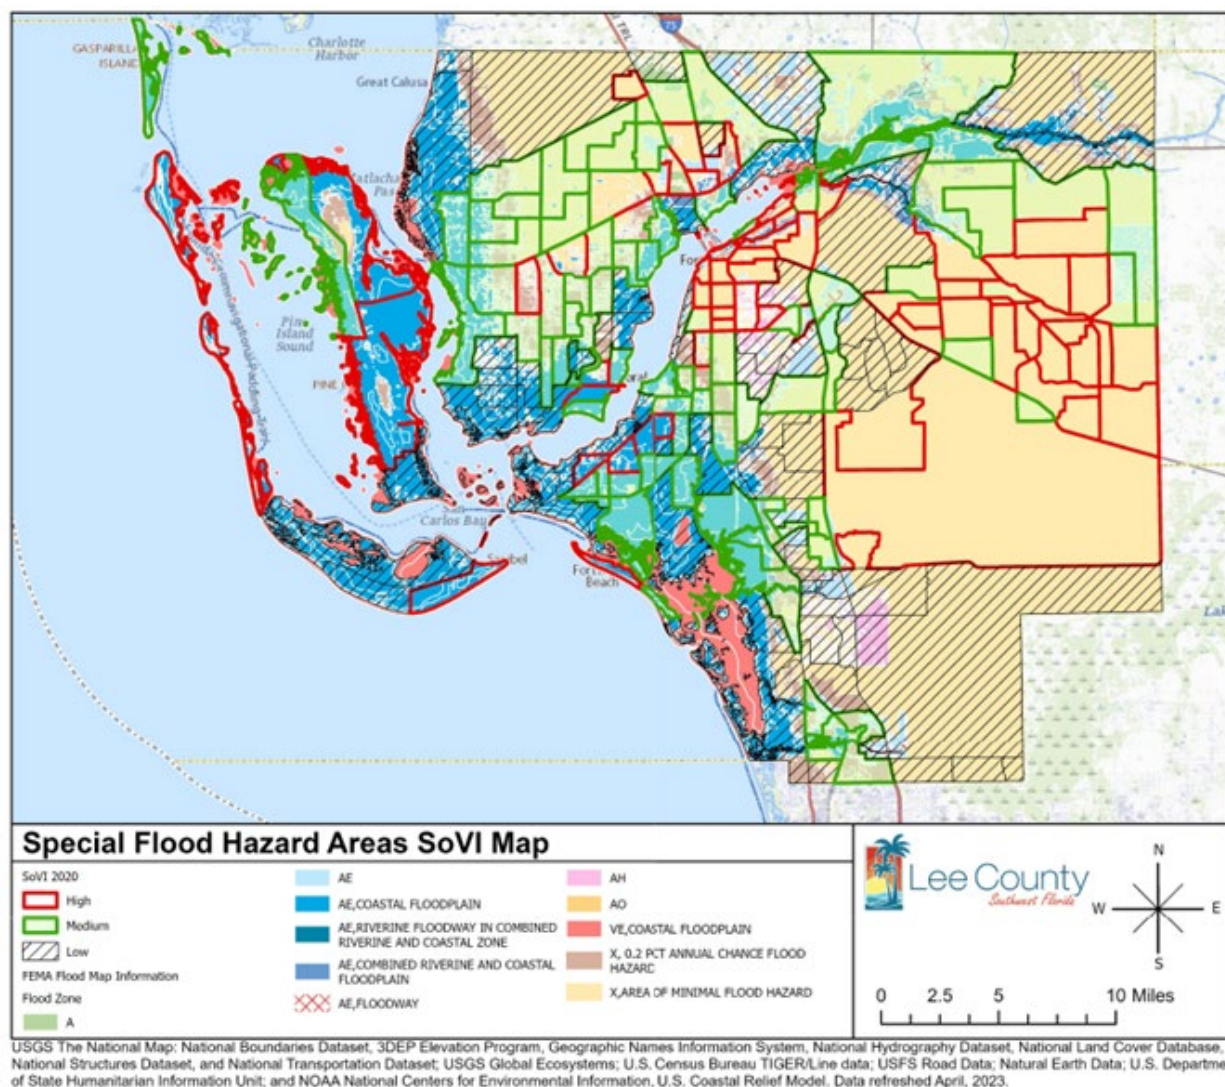 GASPARILLA
ISLAND
Charlotte
Harbor
75
TRL
Great Calusa
Matlacha
Pass
Pine
Island
Sound
PINE
San
Carlos Bay
Beach
Special Flood Hazard Areas SoVI Map
SoVI 2020
High
Medium
Low
FEMA Flood Map Information
Flood Zone
A
AE
AE,COASTAL FLOODPLAIN
AE,RIVERINE FLOODWAY IN COMBINED
RIVERINE AND COASTAL ZONE
AE,COMBINED RIVERINE AND COASTAL
FLOODPLAIN
AE,FLOODWAY
AH
AO
VE,COASTAL FLOODPLAIN
X, 0.2 PCT ANNUAL CHANCE FLOOD
HAZARD
X,AREA OF MINIMAL FLOOD HAZARD
Lee County
Southwest Florida
N
W
E
S
0 2.5 5 10 Miles
USGS The National Map: National Boundaries Dataset, 3DEP Elevation Program, Geographic Names Information System, National Hydrography Dataset, National Land Cover Database,
National Structures Dataset, and National Transportation Dataset; USGS Global Ecosystems; U.S. Census Bureau TIGER/Line data; USFS Road Data; Natural Earth Data; U.S. Departme
of State Humanitarian Information Unit; and NOAA National Centers for Environmental Information, U.S. Coastal Relief Model. Data refreshed April, 2023.